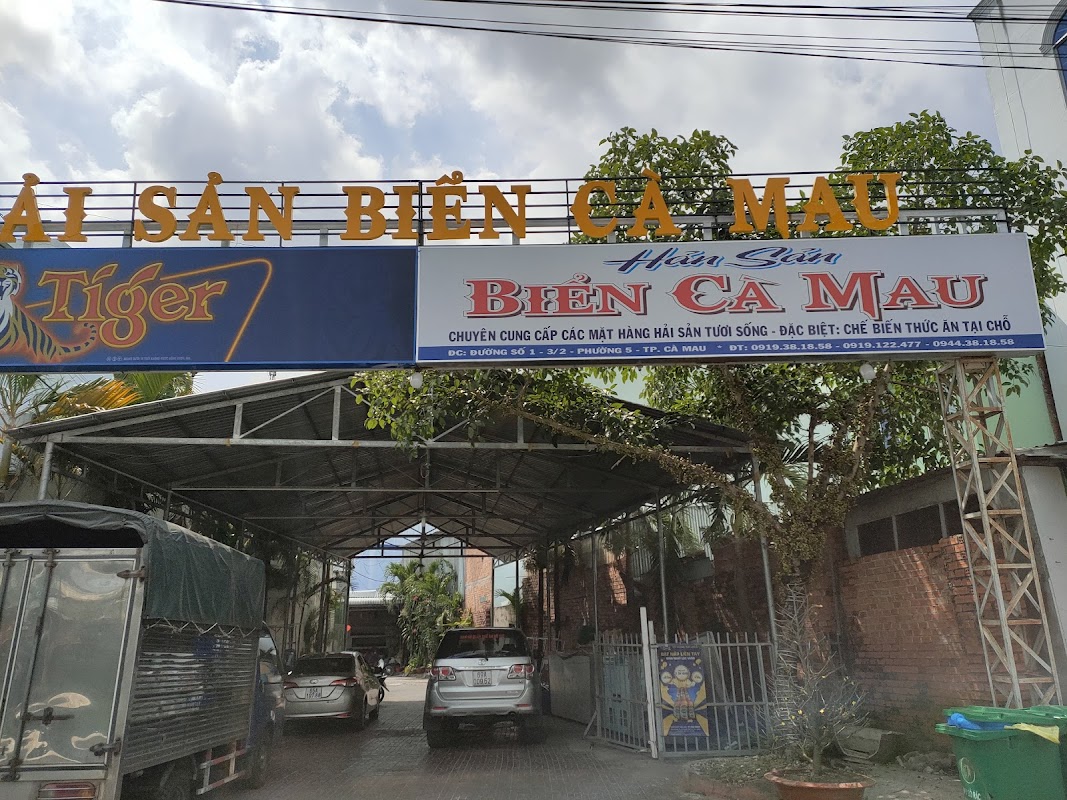 ẢI SẢN BIỂN CÀ MAU
Tiger
Hản Sản
BIỂN CÀ MAU
CHUYÊN CUNG CẤP CÁC MẶT HÀNG HẢI SẢN TƯƠI SỐNG - ĐẶC BIỆT: CHẾ BIẾN THỨC ĂN TẠI CHỖ
ĐC: ĐƯỜNG SỐ 1 - 3/2 - PHƯỜNG 5 - TP. CÀ MAU * ĐT: 0919.38.18.58 - 0919.122.477 - 0944.38.18.58